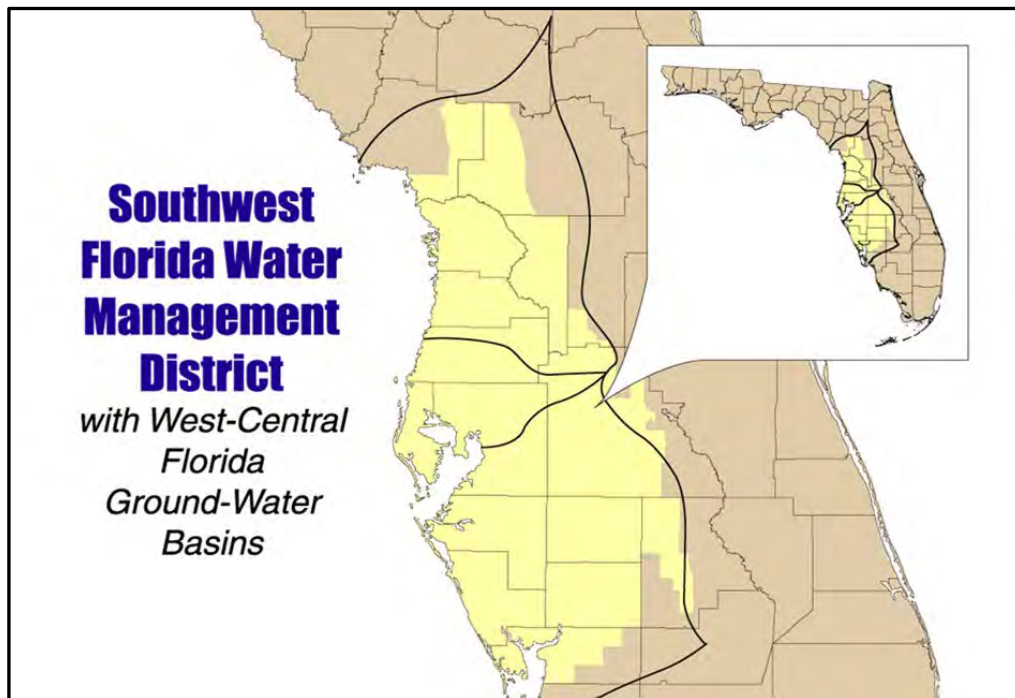 Southwest
Florida Water
Management
District
with West-Central
Florida
Ground-Water
Basins